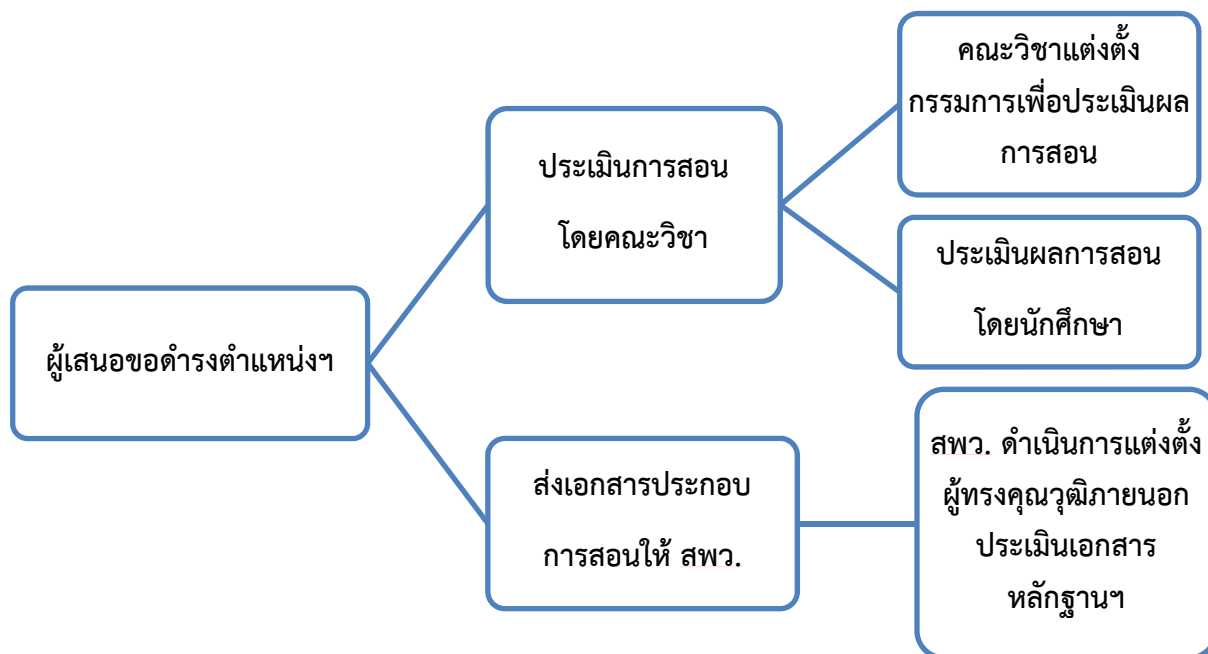 คณะวิชาแต่งตั้ง
กรรมการเพื่อประเมินผล
การสอน
ประเมินการสอน
โดยคณะวิชา
ประเมินผลการสอน
โดยนักศึกษา
ผู้เสนอขอดำรงตำแหน่งฯ
ส่งเอกสารประกอบ
การสอนให้ สพว.
สพว. ดำเนินการแต่งตั้ง
ผู้ทรงคุณวุฒิภายนอก
ประเมินเอกสาร
หลักฐานฯ